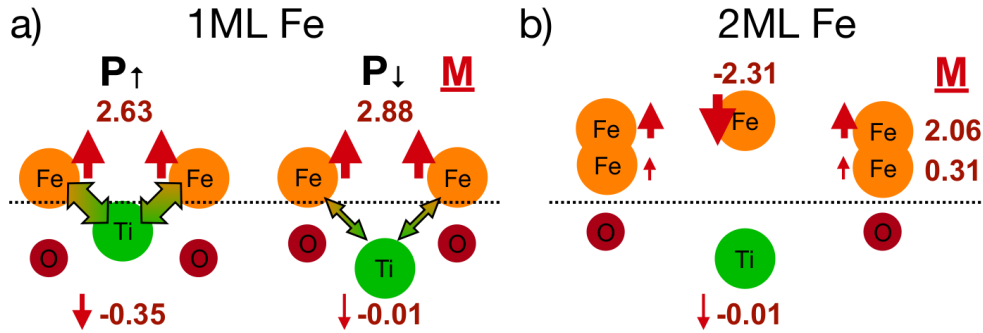 a) 1ML Fe
P↑ P↓ M
2.63 2.88
Fe Fe Fe Fe
Ti
O O O O
Ti
-0.35 -0.01
b) 2ML Fe
-2.31 M
Fe Fe Fe 2.06
Fe Fe 0.31
O O
Ti
-0.01